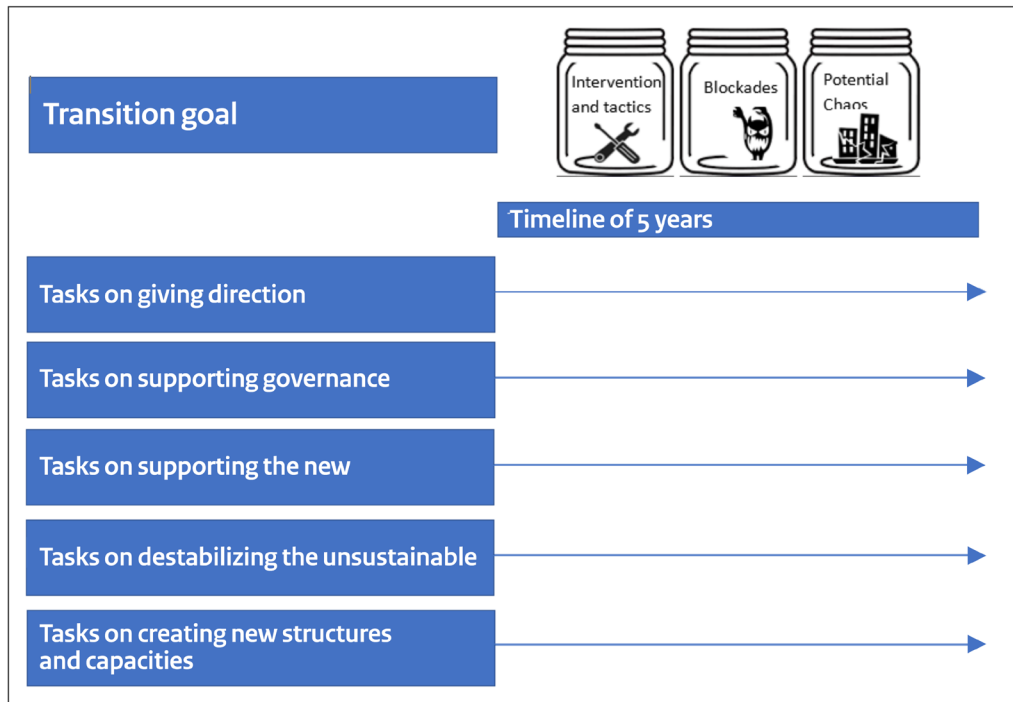 Transition goal
Intervention
and tactics
Blockades
Potential
Chaos
Timeline of 5 years
Tasks on giving direction
Tasks on supporting governance
Tasks on supporting the new
Tasks on destabilizing the unsustainable
Tasks on creating new structures
and capacities